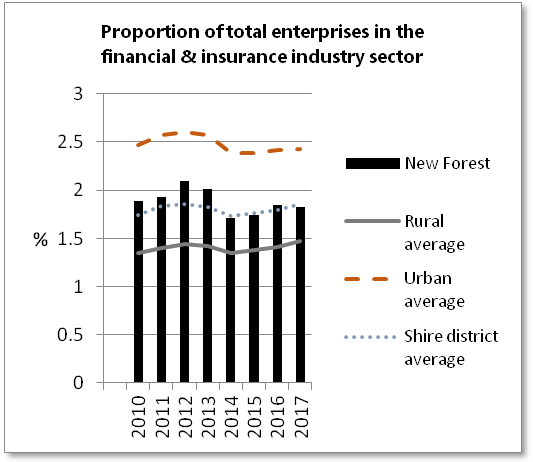 Proportion of total enterprises in the
financial & insurance industry sector
3
2.5
2
1.5
1
0.5
0
%
2010
2011
2012
2013
2014
2015
2016
2017
New Forest
Rural
average
Urban
average
Shire district
average